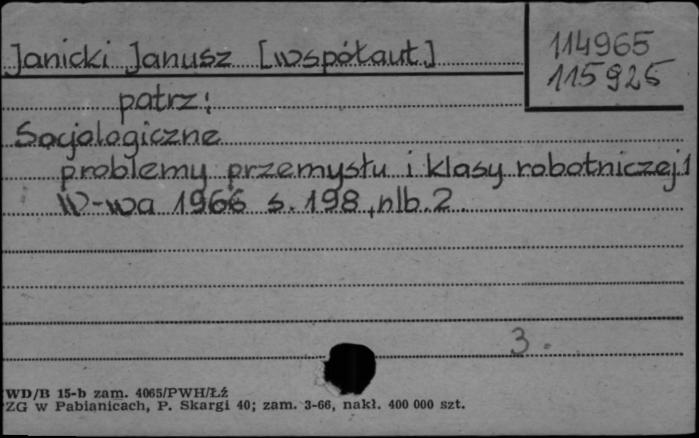 Janicki Janusz [współaut.]
114965
115925
patrz:
Socjologiczne
problemy przemysłu i klasy robotniczej 1
W-wa 1966 s. 198, nlb. 2.
3.
WD/B 15-b zam. 4065/PWH/Łź
ZG w Pabianicach, P. Skargi 40; zam. 3-66, nakł. 400 000 szt.